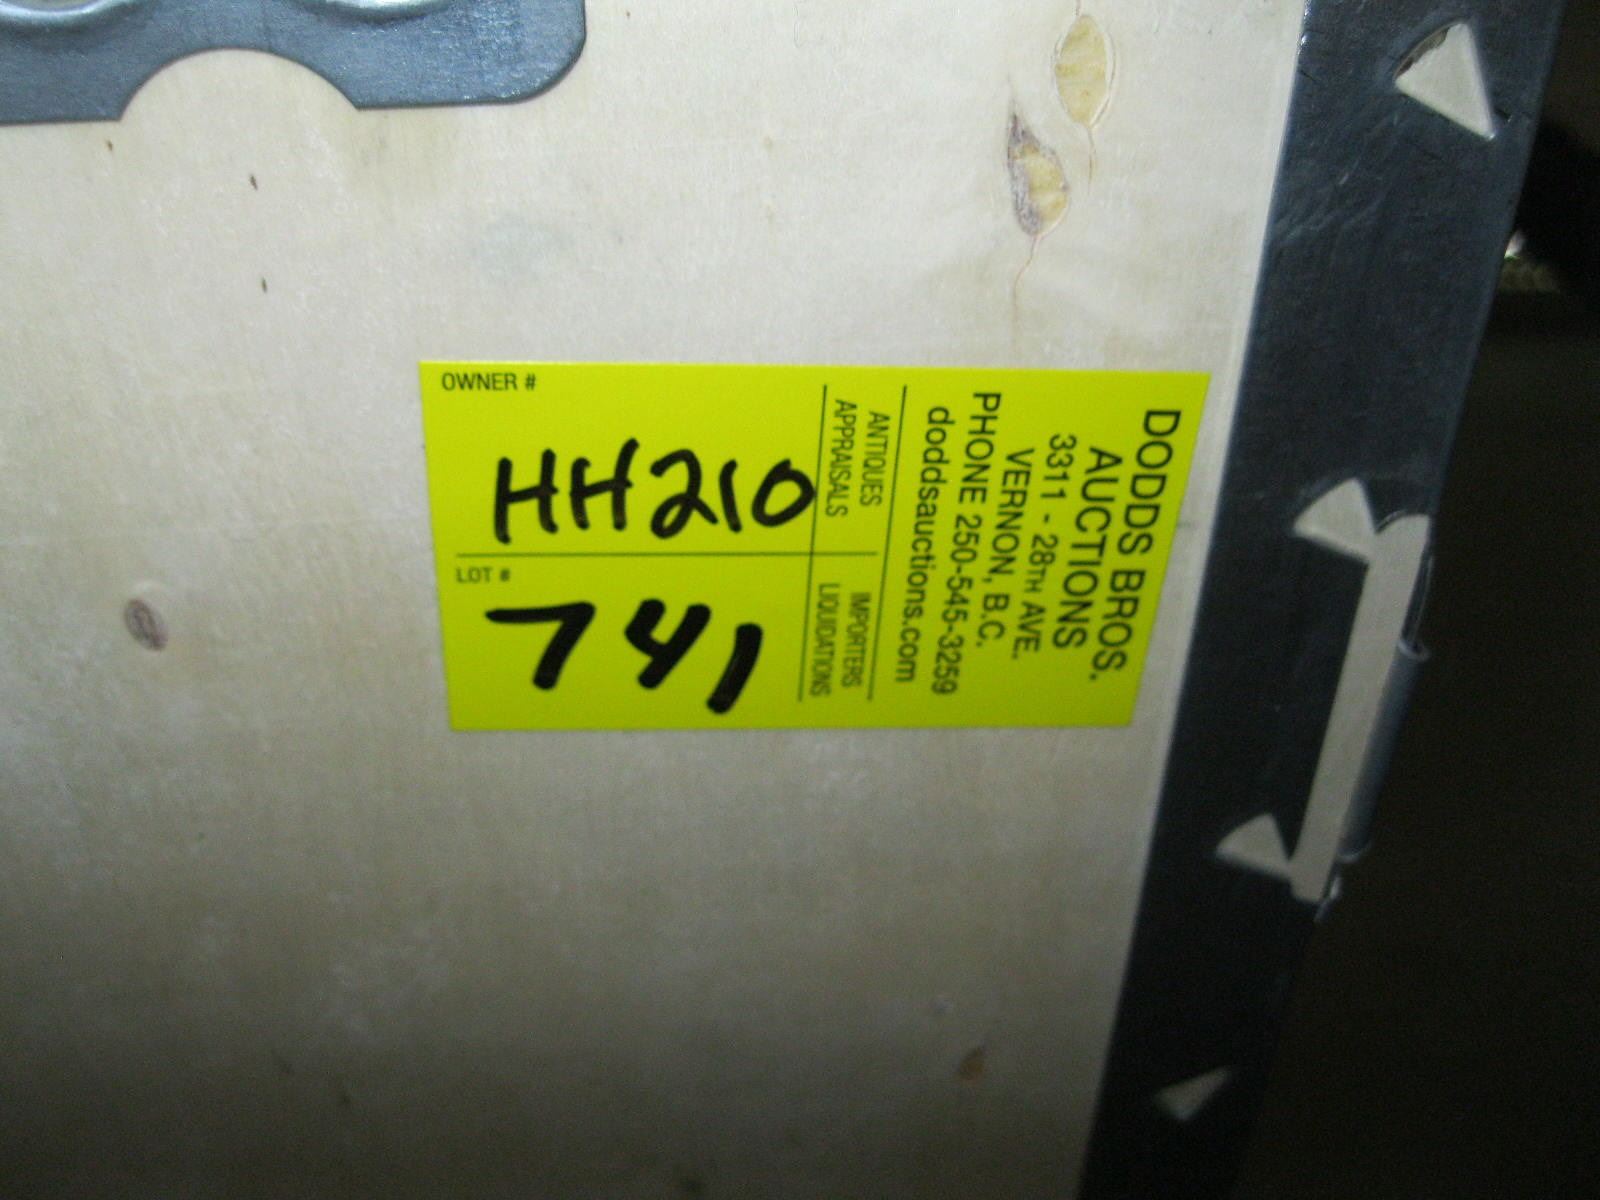 OWNER #
HH210
LOT #
741
ANTIQUES
APPRAISALS
IMPORTERS
LIQUIDATIONS
DODDS BROS.
AUCTIONS
3311 - 28TH AVE.
VERNON, B.C.
PHONE 250-545-3259
doddsauctions.com